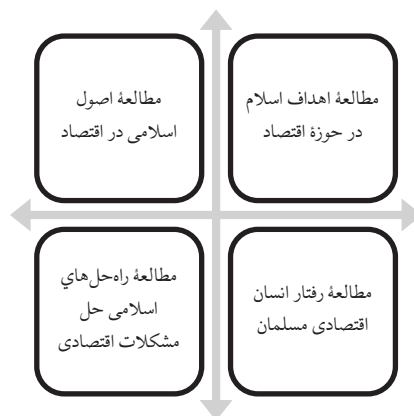 مطالعۀ اهداف اسلام
در حوزۀ اقتصاد
مطالعۀ اصول
اسلامی در اقتصاد
مطالعۀ رفتار انسان
اقتصادی مسلمان
مطالعۀ راه‌حل‌هاي
اسلامی حل
مشکلات اقتصادی